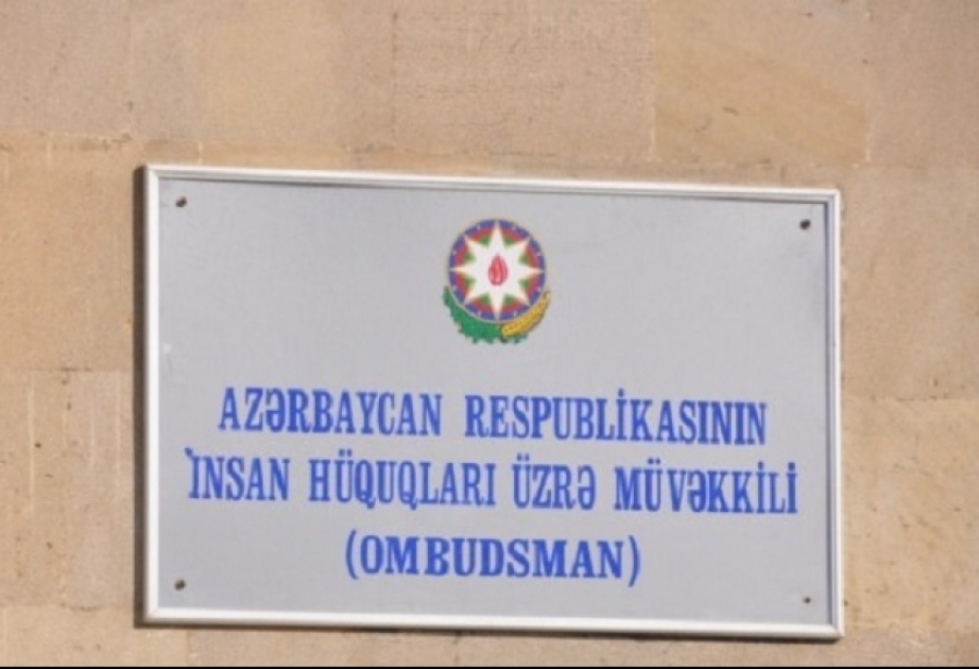 AZƏRBAYCAN RESPUBLİKASININ
İNSAN HÜQUQLARI ÜZRƏ MÜVƏKKİLİ
(OMBUDSMAN)